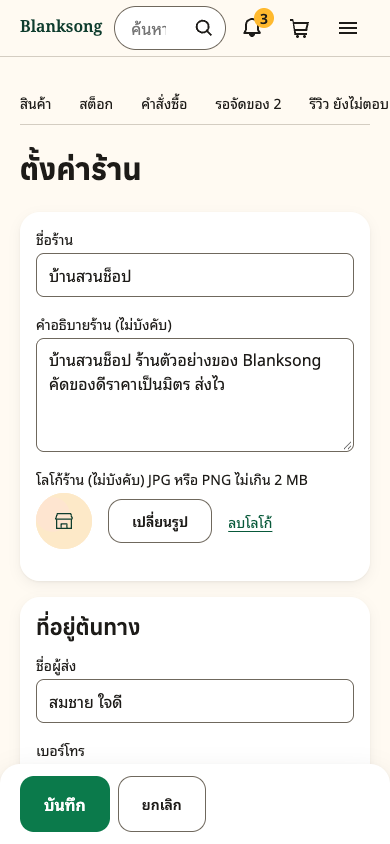 Blanksong
ค้นหา
3
สินค้า สต็อก คำสั่งซื้อ รอจัดของ 2 รีวิว ยังไม่ตอบ
ตั้งค่าร้าน
ชื่อร้าน
บ้านสวนช็อป
คำอธิบายร้าน (ไม่บังคับ)
บ้านสวนช็อป ร้านตัวอย่างของ Blanksong
คัดของดีราคาเป็นมิตร ส่งไว
โลโก้ร้าน (ไม่บังคับ) JPG หรือ PNG ไม่เกิน 2 MB
เปลี่ยนรูป ลบโลโก้
ที่อยู่ต้นทาง
ชื่อผู้ส่ง
สมชาย ใจดี
เบอร์โทร
บันทึก ยกเลิก